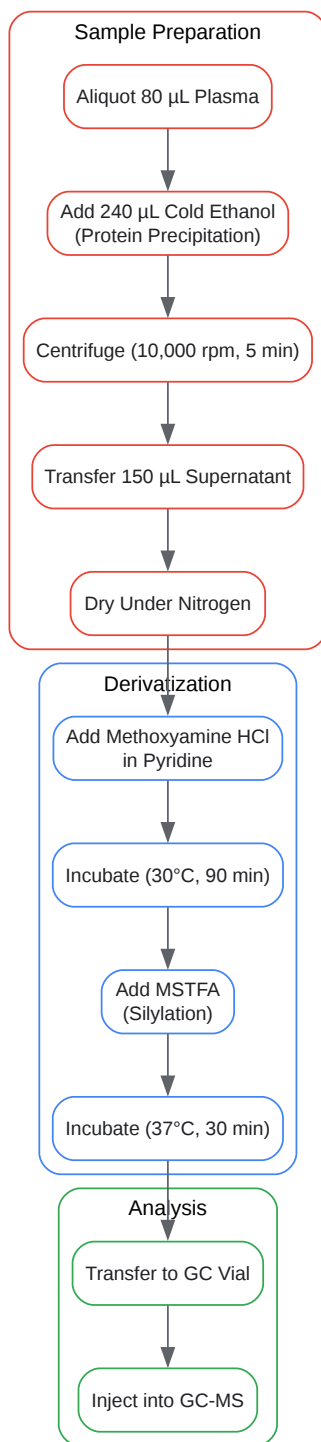 Sample Preparation
Aliquot 80 µL Plasma
Add 240 µL Cold Ethanol
(Protein Precipitation)
Centrifuge (10,000 rpm, 5 min)
Transfer 150 µL Supernatant
Dry Under Nitrogen
Derivatization
Add Methoxyamine HCl
in Pyridine
Incubate (30°C, 90 min)
Add MSTFA
(Silylation)
Incubate (37°C, 30 min)
Analysis
Transfer to GC Vial
Inject into GC-MS